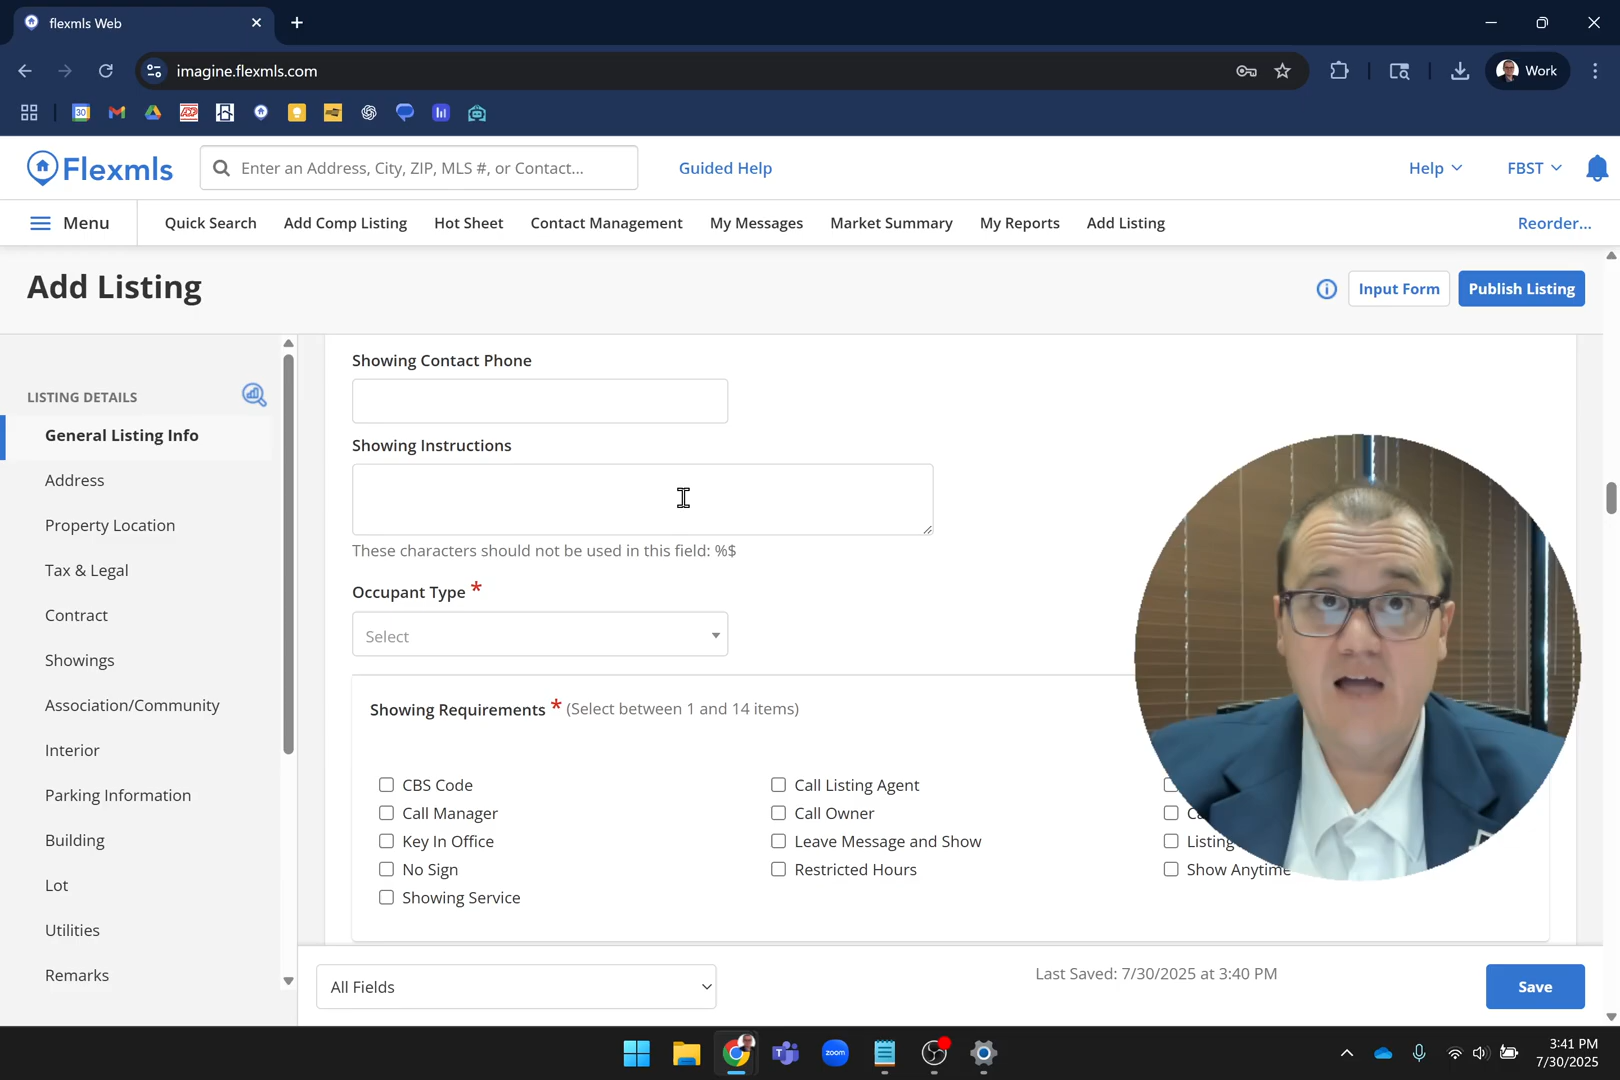 flexmls Web
imagine.flexmls.com
Work
30
Flexmls
Enter an Address, City, ZIP, MLS #, or Contact...
Guided Help
Help
FBST
Menu
Quick Search
Add Comp Listing
Hot Sheet
Contact Management
My Messages
Market Summary
My Reports
Add Listing
Reorder...
Add Listing
Input Form
Publish Listing
LISTING DETAILS
General Listing Info
Address
Property Location
Tax & Legal
Contract
Showings
Association/Community
Interior
Parking Information
Building
Lot
Utilities
Remarks
Showing Contact Phone
Showing Instructions
These characters should not be used in this field: %$
Occupant Type *
Select
Showing Requirements * (Select between 1 and 14 items)
CBS Code
Call Listing Agent
Call Manager
Call Owner
Key In Office
Leave Message and Show
Listing
No Sign
Restricted Hours
Show Anytime
Showing Service
All Fields
Last Saved: 7/30/2025 at 3:40 PM
Save
zoom
3:41 PM
7/30/2025